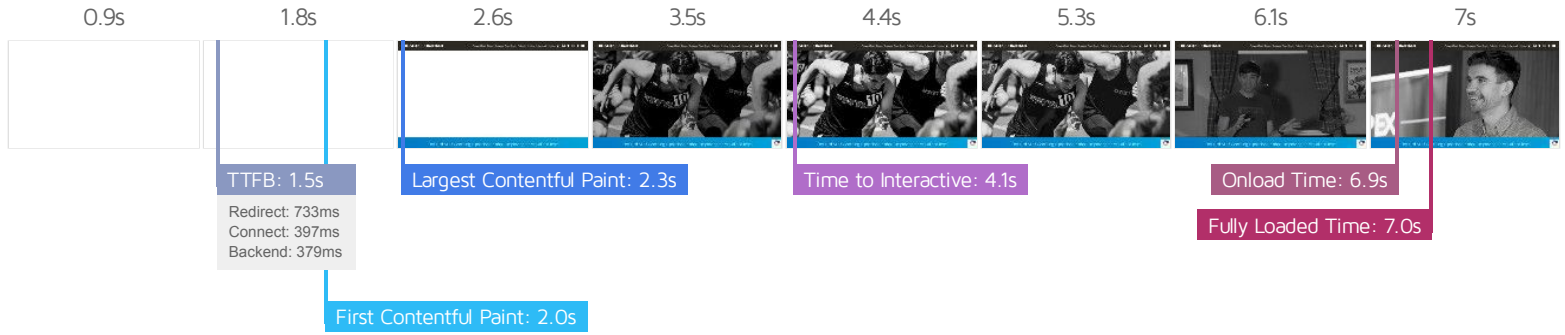 0.9s
1.8s
2.6s
3.5s
4.4s
5.3s
6.1s
7s
TTFB: 1.5s
Redirect: 733ms
Connect: 397ms
Backend: 379ms
Largest Contentful Paint: 2.3s
Time to Interactive: 4.1s
Onload Time: 6.9s
Fully Loaded Time: 7.0s
First Contentful Paint: 2.0s